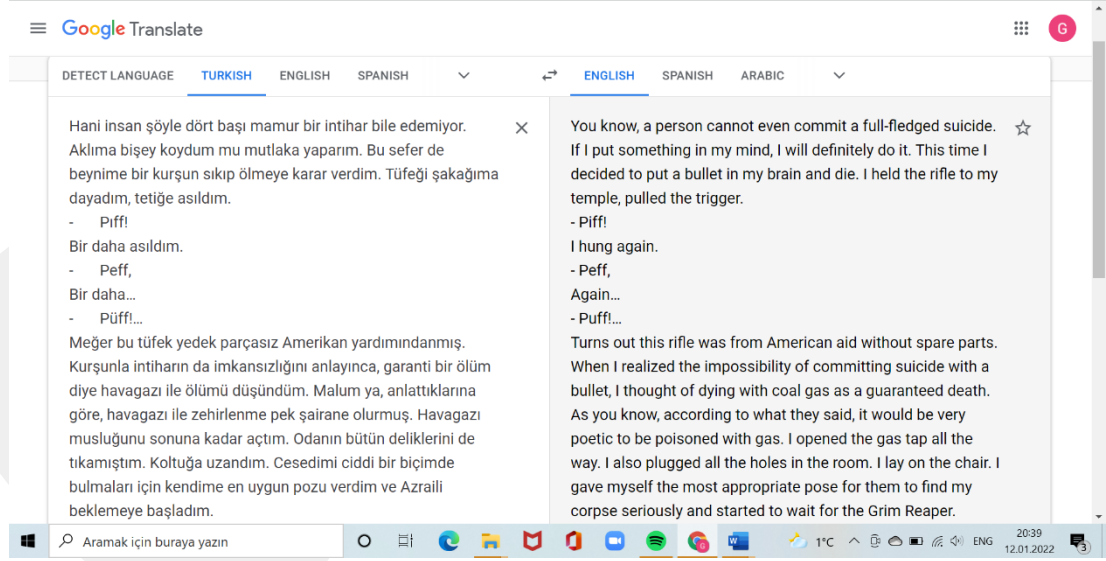 Google Translate
G
DETECT LANGUAGE TURKISH ENGLISH SPANISH
ENGLISH SPANISH ARABIC
Hani insan şöyle dört başı mamur bir intihar bile edemiyor.
Aklıma bişey koydum mu mutlaka yaparım. Bu sefer de
beynime bir kurşun sıkıp ölmeye karar verdim. Tüfeği şakağıma
dayadım, tetiğe asıldım.
- Pıff!
Bir daha asıldım.
- Peff,
Bir daha…
- Püff!…
Meğer bu tüfek yedek parçasız Amerikan yardımındanmış.
Kurşunla intiharın da imkansızlığını anlayınca, garanti bir ölüm
diye havagazı ile ölümü düşündüm. Malum ya, anlattıklarına
göre, havagazı ile zehirlenme pek şairane olurmuş. Havagazı
musluğunu sonuna kadar açtım. Odanın bütün deliklerini de
tıkamıştım. Koltuğa uzandım. Cesedimi ciddi bir biçimde
bulmaları için kendime en uygun pozu verdim ve Azraili
beklemeye başladım.
You know, a person cannot even commit a full-fledged suicide.
If I put something in my mind, I will definitely do it. This time I
decided to put a bullet in my brain and die. I held the rifle to my
temple, pulled the trigger.
- Piff!
I hung again.
- Peff,
Again…
- Puff!…
Turns out this rifle was from American aid without spare parts.
When I realized the impossibility of committing suicide with a
bullet, I thought of dying with coal gas as a guaranteed death.
As you know, according to what they said, it would be very
poetic to be poisoned with gas. I opened the gas tap all the
way. I also plugged all the holes in the room. I lay on the chair. I
gave myself the most appropriate pose for them to find my
corpse seriously and started to wait for the Grim Reaper.
Aramak için buraya yazın
1°C
ENG
20:39
12.01.2022
3